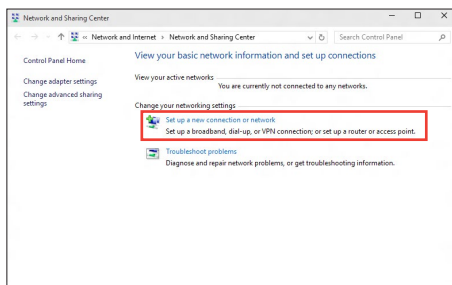 Network and Sharing Center
« Network and Internet › Network and Sharing Center
Search Control Panel
Control Panel Home
Change adapter settings
Change advanced sharing
settings
View your basic network information and set up connections
View your active networks
You are currently not connected to any networks.
Change your networking settings
Set up a new connection or network
Set up a broadband, dial-up, or VPN connection; or set up a router or access point.
Troubleshoot problems
Diagnose and repair network problems, or get troubleshooting information.